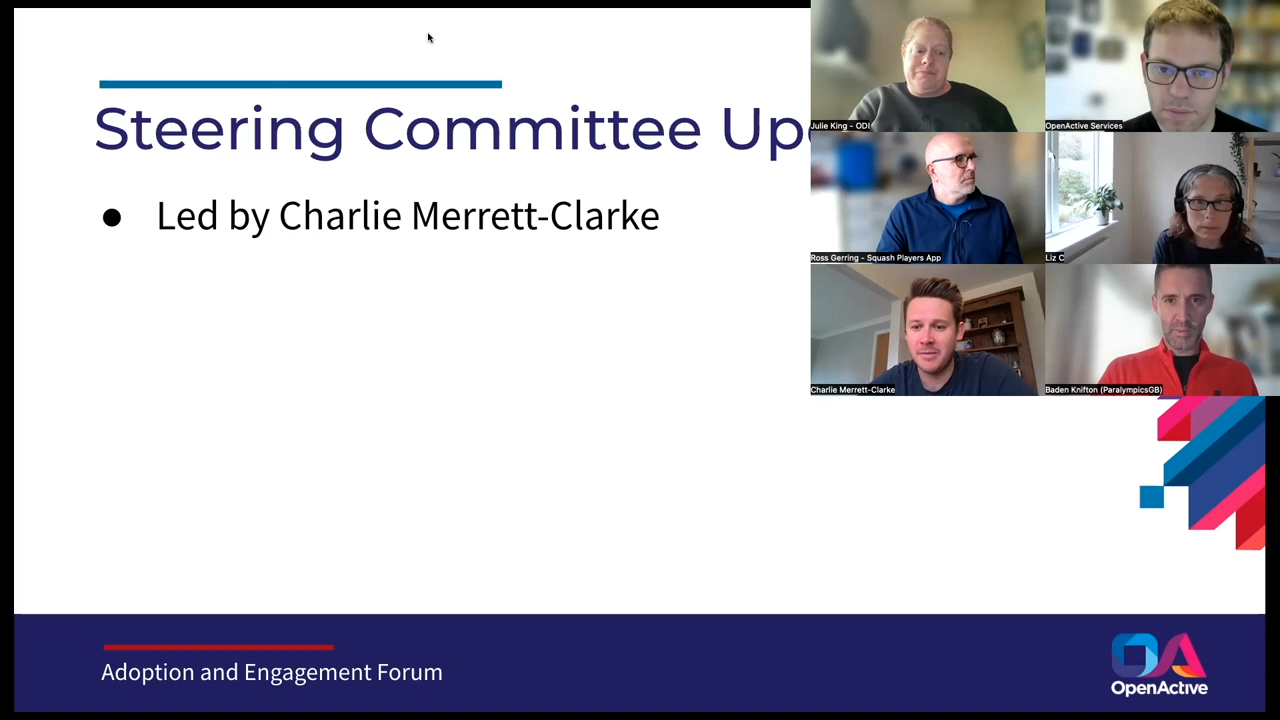 Steering Committee
● Led by Charlie Merrett-Clarke
Julie King - ODI
OpenActive Services
Ross Gerring - Squash Players App
Liz C
Charlie Merrett-Clarke
Baden Knifton (ParalympicsGB)
Adoption and Engagement Forum
OA
OpenActive